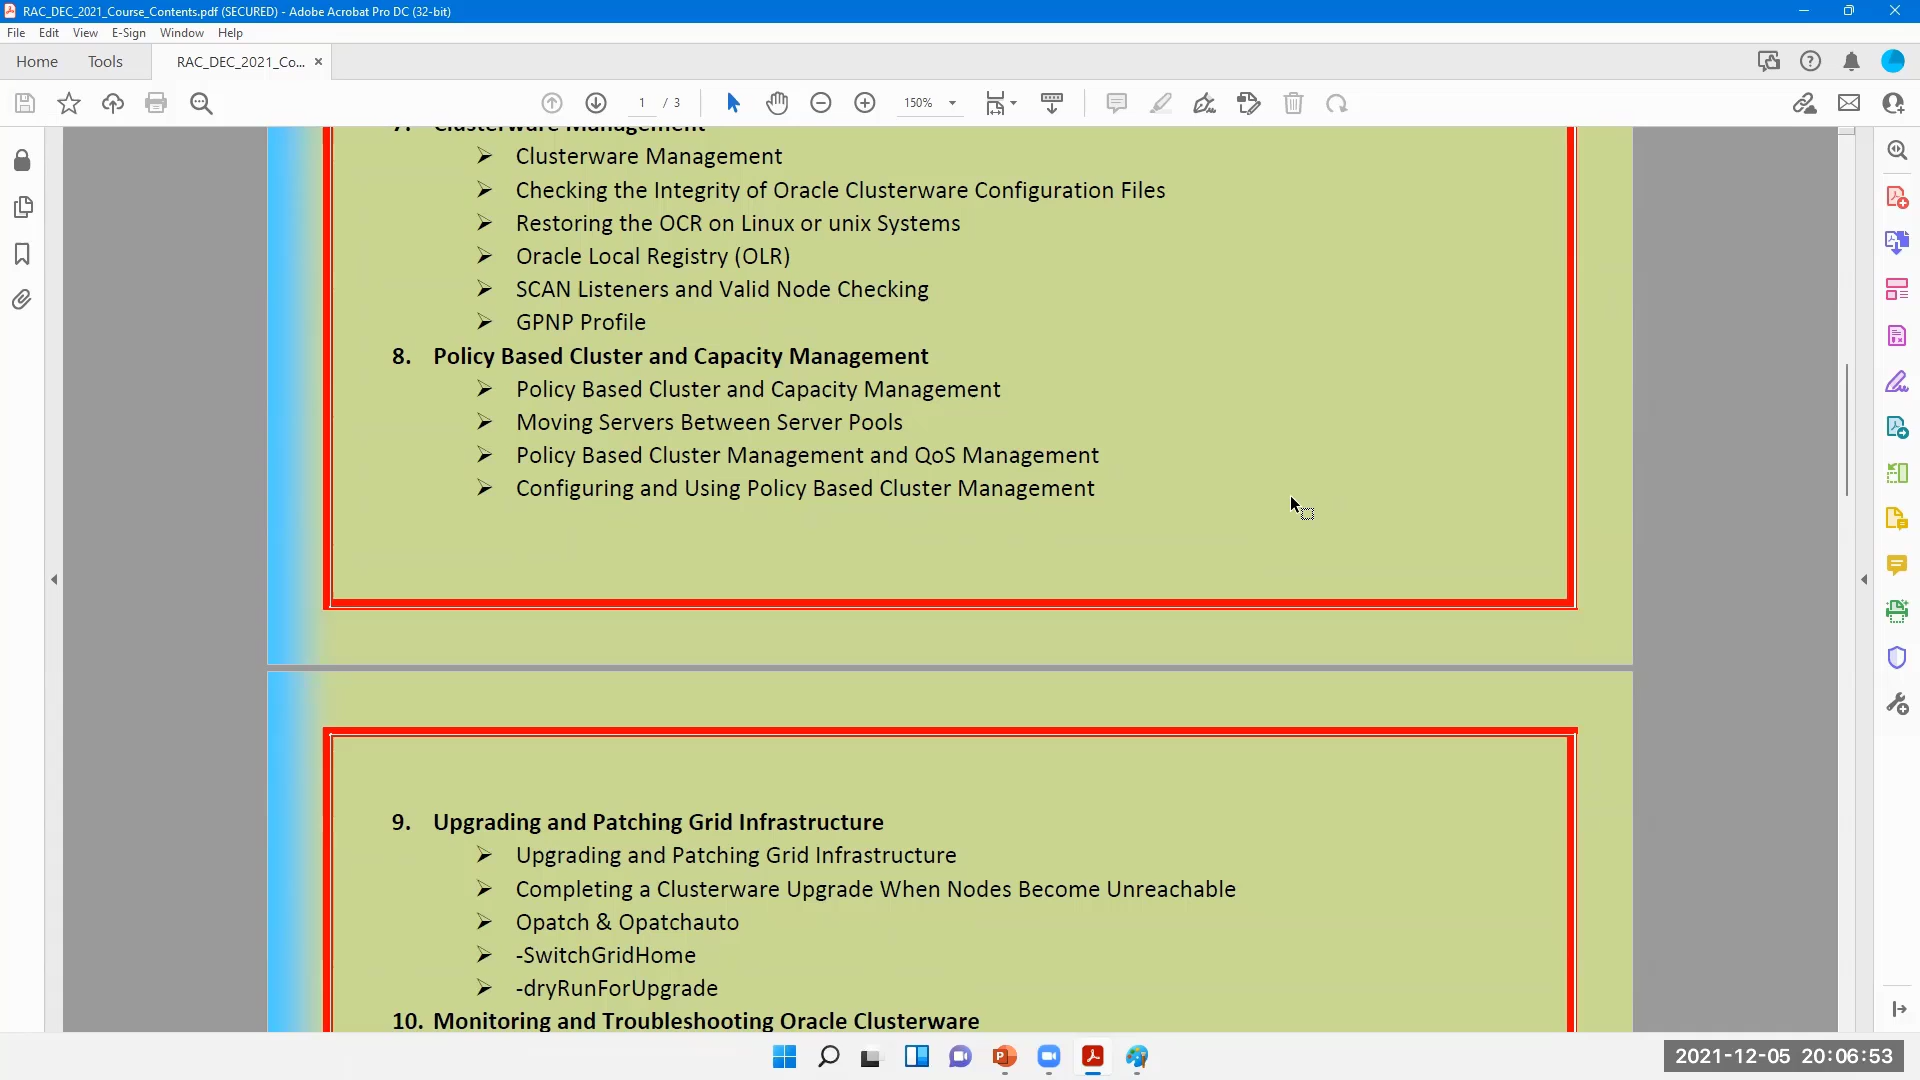 RAC_DEC_2021_Course_Contents.pdf (SECURED) - Adobe Acrobat Pro DC (32-bit)
File Edit View E-Sign Window Help
Home Tools RAC_DEC_2021_Co... ×
1 / 3 150%
7. Clusterware Management
➢ Clusterware Management
➢ Checking the Integrity of Oracle Clusterware Configuration Files
➢ Restoring the OCR on Linux or unix Systems
➢ Oracle Local Registry (OLR)
➢ SCAN Listeners and Valid Node Checking
➢ GPNP Profile
8. Policy Based Cluster and Capacity Management
➢ Policy Based Cluster and Capacity Management
➢ Moving Servers Between Server Pools
➢ Policy Based Cluster Management and QoS Management
➢ Configuring and Using Policy Based Cluster Management
9. Upgrading and Patching Grid Infrastructure
➢ Upgrading and Patching Grid Infrastructure
➢ Completing a Clusterware Upgrade When Nodes Become Unreachable
➢ Opatch & Opatchauto
➢ -SwitchGridHome
➢ -dryRunForUpgrade
10. Monitoring and Troubleshooting Oracle Clusterware
2021-12-05 20:06:53